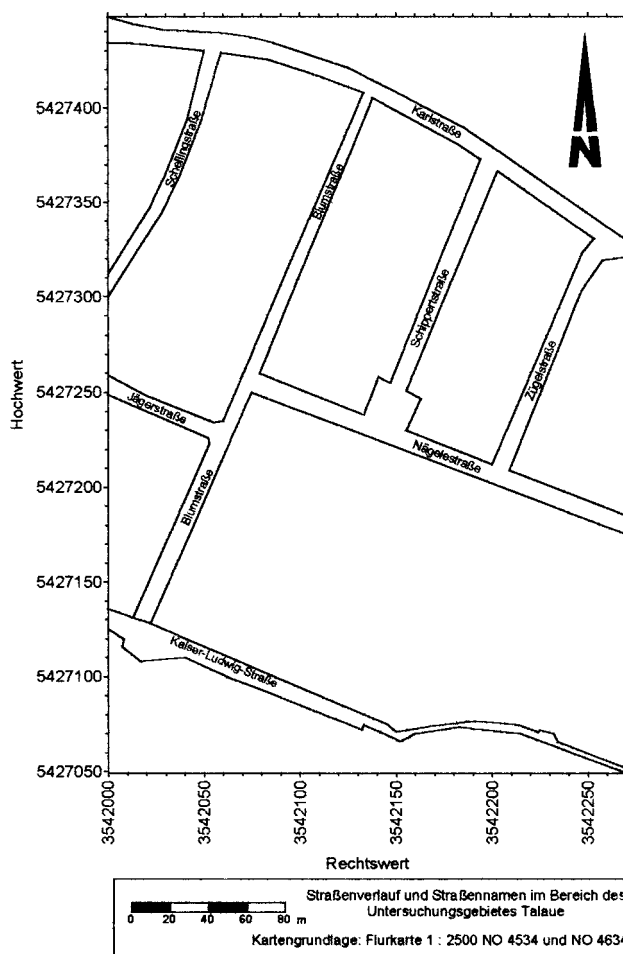 Karlstraße
Scheffingstraße
Blumstraße
Schippertstraße
Zügelstraße
Jägerstraße
Nägelestraße
Blumstraße
Kaiser-Ludwig-Straße
N
5427400
5427350
5427300
5427250
5427200
5427150
5427100
5427050
Hochwert
3542000
3542050
3542100
3542150
3542200
3542250
Rechtswert
0 20 40 60 80 m
Straßenverlauf und Straßennamen im Bereich des
Untersuchungsgebietes Talaue
Kartengrundlage: Flurkarte 1 : 2500 NO 4534 und NO 4634